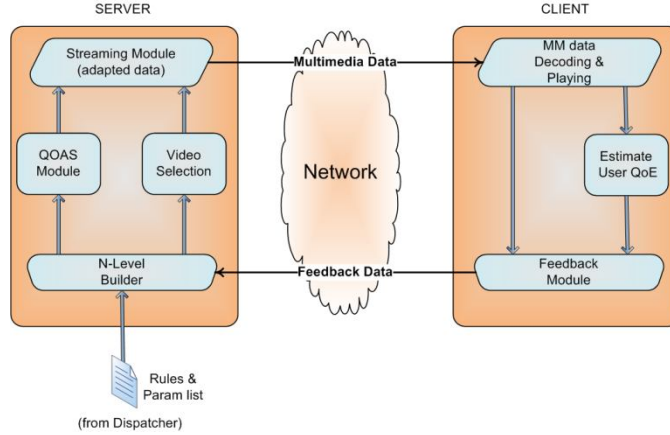 SERVER
CLIENT
Streaming Module
(adapted data)
Multimedia Data
MM data
Decoding &
Playing
QOAS
Module
Video
Selection
Network
Estimate
User QoE
N-Level
Builder
Feedback Data
Feedback
Module
Rules &
Param list
(from Dispatcher)